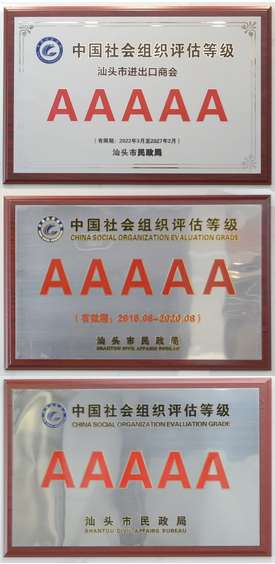 中国社会组织评估等级
汕头市进出口商会
AAAAA
(有效期：2022年3月至2027年2月)
汕头市民政局
中国社会组织评估等级
CHINA SOCIAL ORGANIZATION EVALUATION GRADE
AAAAA
(有效期：2015.08-2020.08)
汕头市民政局
SHANTOU CIVIL AFFAIRS BUREAU
中国社会组织评估等级
CHINA SOCIAL ORGANIZATION EVALUATION GRADE
AAAAA
汕头市民政局
SHANTOU CIVIL AFFAIRS BUREAU